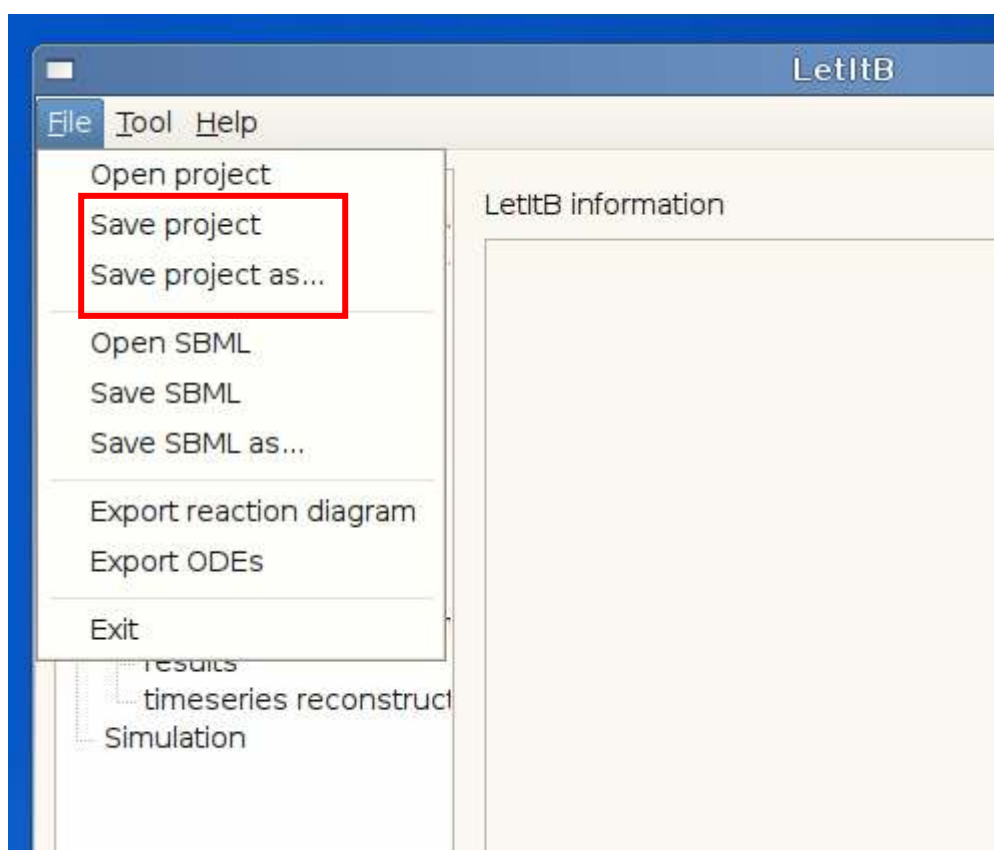 LetItB
File Tool Help
Open project
Save project
Save project as...
Open SBML
Save SBML
Save SBML as...
Export reaction diagram
Export ODEs
Exit
LetItB information
results
timeseries reconstruct
Simulation